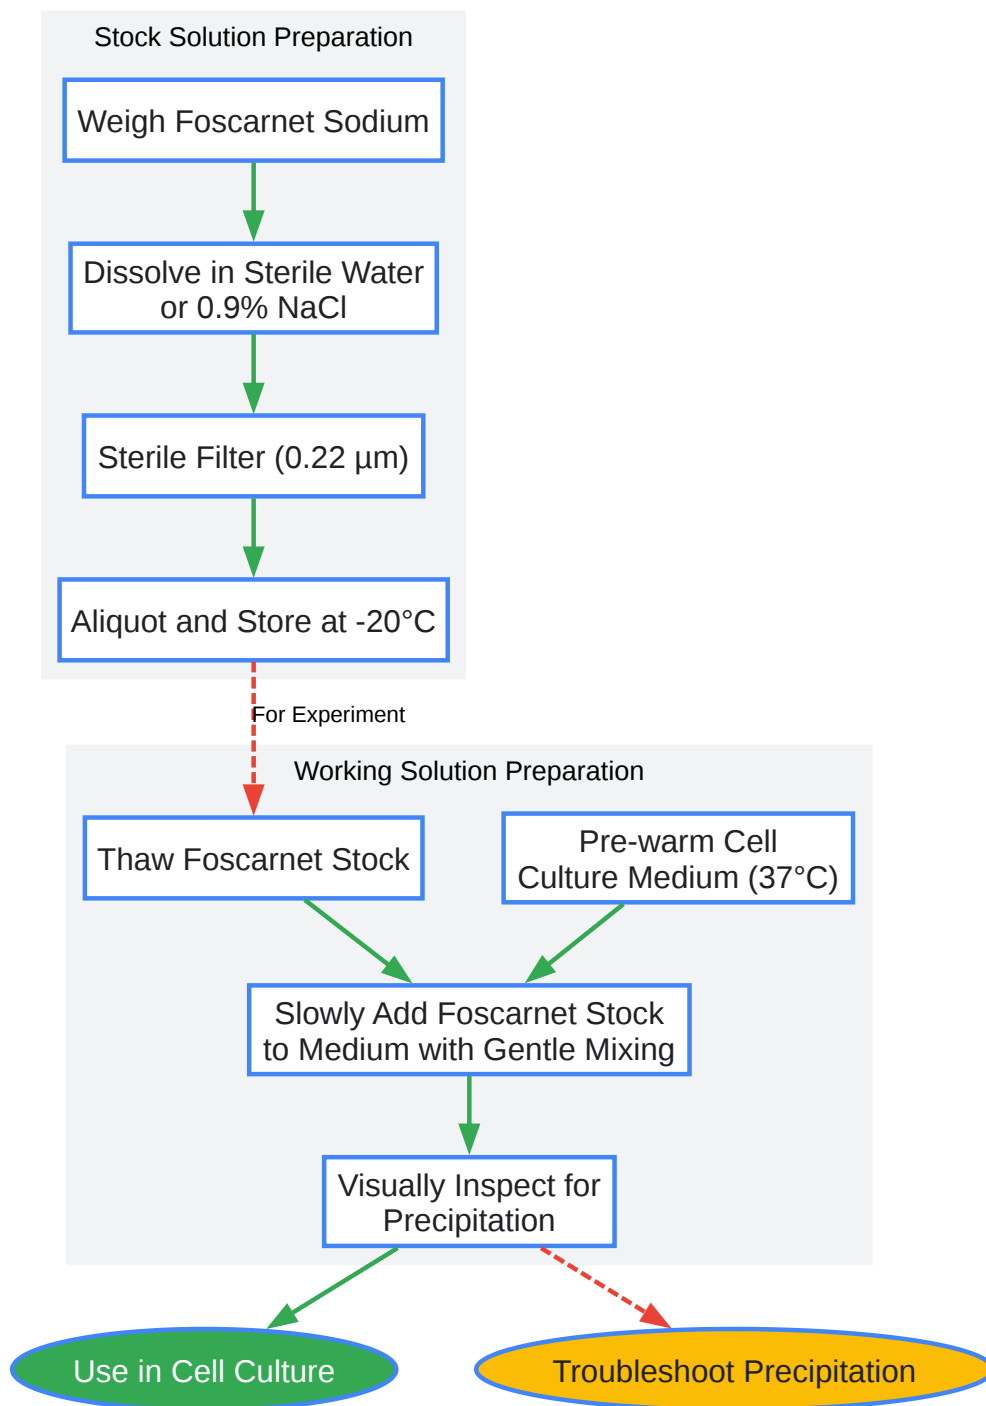 Stock Solution Preparation
Weigh Foscarnet Sodium
Dissolve in Sterile Water
or 0.9% NaCl
Sterile Filter (0.22 µm)
Aliquot and Store at -20°C
For Experiment
Working Solution Preparation
Thaw Foscarnet Stock
Pre-warm Cell
Culture Medium (37°C)
Slowly Add Foscarnet Stock
to Medium with Gentle Mixing
Visually Inspect for
Precipitation
Use in Cell Culture
Troubleshoot Precipitation